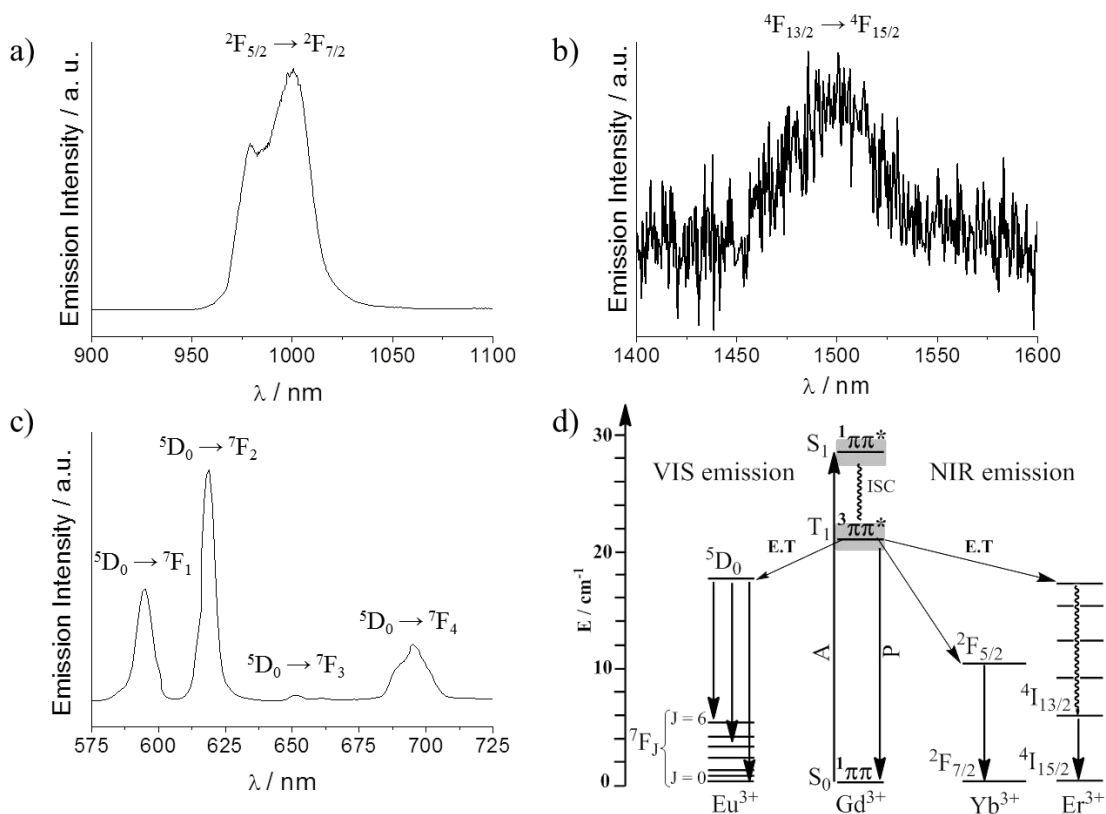 a)
²F₅/₂ → ²F₇/₂
Emission Intensity / a. u.
900 950 1000 1050 1100
λ / nm
b)
⁴F₁₃/₂ → ⁴F₁₅/₂
Emission Intensity / a.u.
1400 1450 1500 1550 1600
λ / nm
c)
⁵D₀ → ⁷F₂
⁵D₀ → ⁷F₁
⁵D₀ → ⁷F₄
⁵D₀ → ⁷F₃
Emission Intensity / a.u.
575 600 625 650 675 700 725
λ / nm
d)
30
20
10
0
E / cm⁻¹
VIS emission
NIR emission
S₁ ¹ππ*
ISC
T₁ ³ππ*
E.T
E.T
⁵D₀
A
P
²F₅/₂
⁴I₁₃/₂
⁷F_J
J = 6
J = 0
S₀ ¹ππ
²F₇/₂
⁴I₁₅/₂
Eu³⁺ Gd³⁺ Yb³⁺ Er³⁺